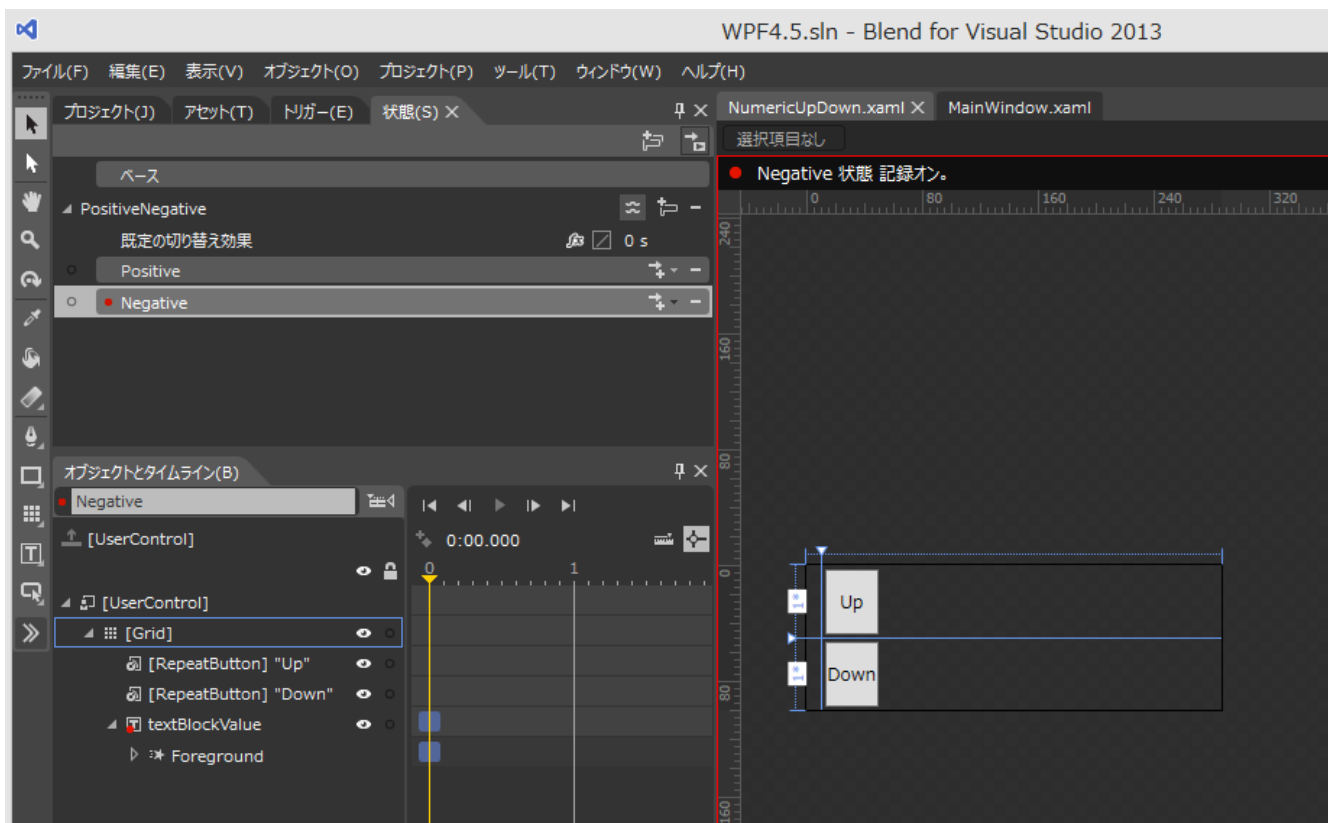 WPF4.5.sln - Blend for Visual Studio 2013
ファイル(F) 編集(E) 表示(V) オブジェクト(O) プロジェクト(P) ツール(T) ウィンドウ(W) ヘルプ(H)
プロジェクト(J) アセット(T) トリガー(E) 状態(S)
NumericUpDown.xaml MainWindow.xaml
選択項目なし
ベース
Negative 状態 記録オン。
PositiveNegative
既定の切り替え効果 0 s
Positive
Negative
0 80 160 240 320
240
160
80
0
80
160
オブジェクトとタイムライン(B)
Negative
[UserControl] 0:00.000
0 1
[UserControl]
[Grid]
[RepeatButton] "Up"
[RepeatButton] "Down"
textBlockValue
Foreground
1*
Up
1*
Down